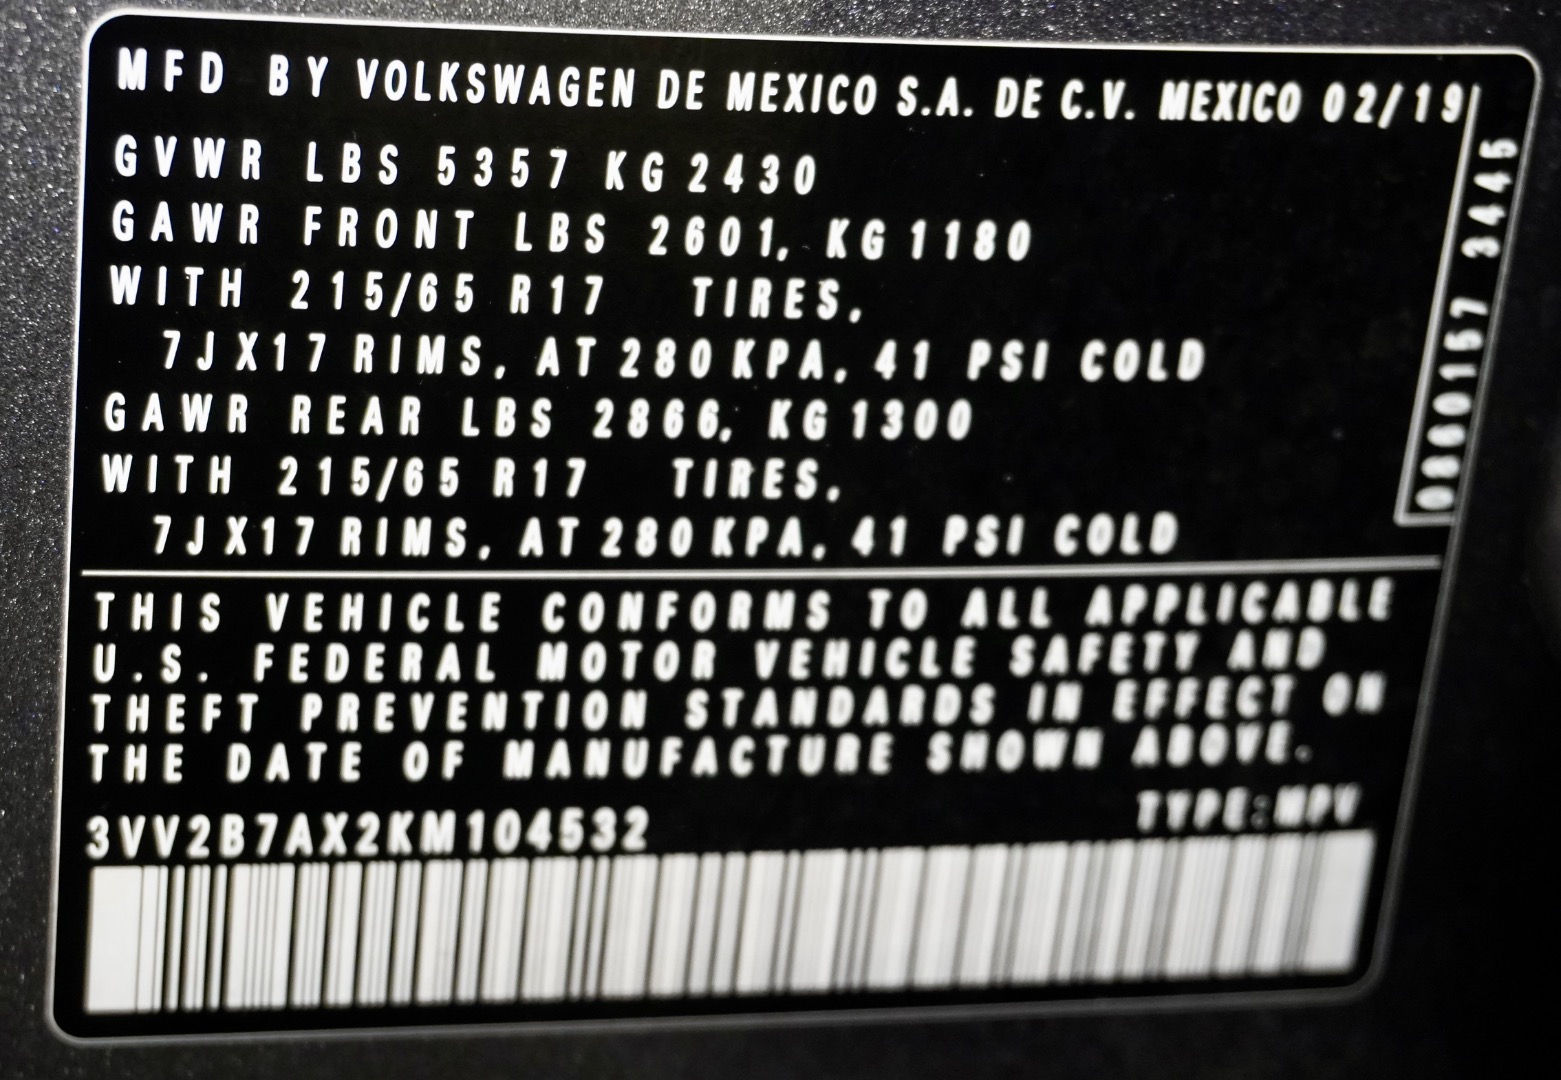 MFD BY VOLKSWAGEN DE MEXICO S.A. DE C.V. MEXICO 02/19
GVWR LBS 5357 KG 2430
GAWR FRONT LBS 2601, KG 1180
WITH 215/65 R17 TIRES,
7JX17 RIMS, AT 280 KPA, 41 PSI COLD
GAWR REAR LBS 2866, KG 1300
WITH 215/65 R17 TIRES,
7JX17 RIMS, AT 280 KPA, 41 PSI COLD
0860157 3445
THIS VEHICLE CONFORMS TO ALL APPLICABLE
U.S. FEDERAL MOTOR VEHICLE SAFETY AND
THEFT PREVENTION STANDARDS IN EFFECT ON
THE DATE OF MANUFACTURE SHOWN ABOVE.
3VV2B7AX2KM104532
TYPE:MPV